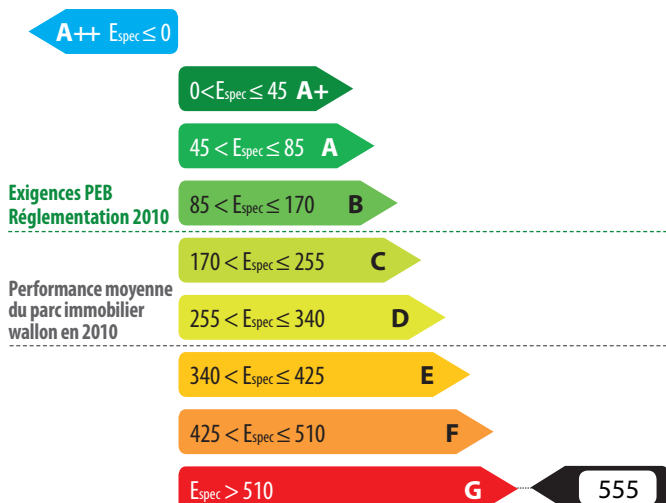 A++ Espec ≤ 0
0<Espec ≤ 45 A+
45 < Espec ≤ 85 A
Exigences PEB
Réglementation 2010
85 < Espec ≤ 170 B
170 < Espec ≤ 255 C
Performance moyenne
du parc immobilier
wallon en 2010
255 < Espec ≤ 340 D
340 < Espec ≤ 425 E
425 < Espec ≤ 510 F
Espec > 510 G 555